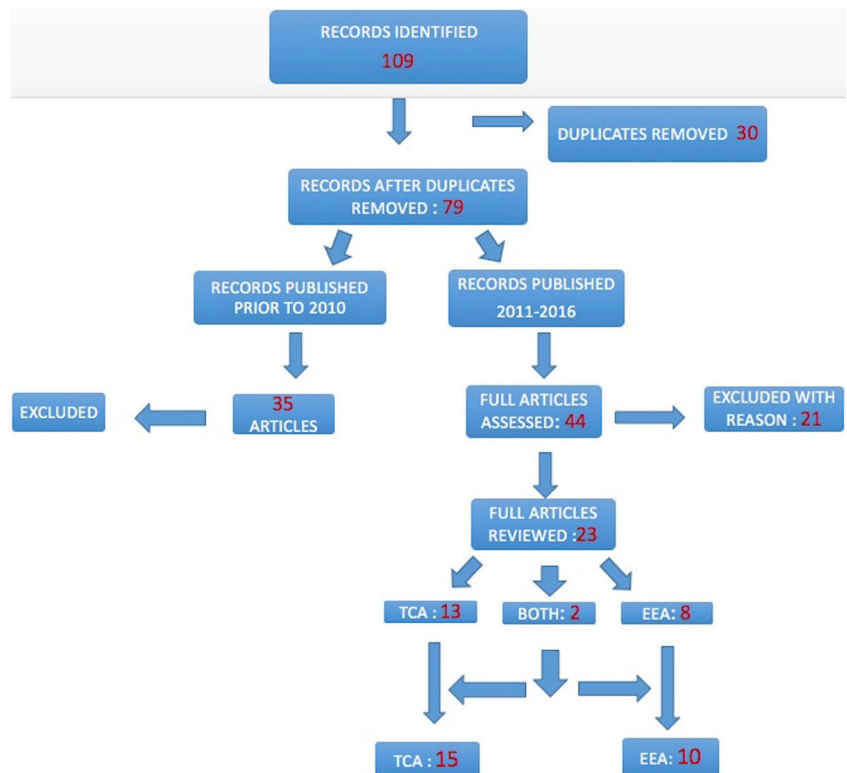 RECORDS IDENTIFIED
109
DUPLICATES REMOVED 30
RECORDS AFTER DUPLICATES
REMOVED : 79
RECORDS PUBLISHED
PRIOR TO 2010
RECORDS PUBLISHED
2011-2016
EXCLUDED
35
ARTICLES
FULL ARTICLES
ASSESSED: 44
EXCLUDED WITH
REASON : 21
FULL ARTICLES
REVIEWED :23
TCA : 13
BOTH: 2
EEA: 8
TCA : 15
EEA: 10